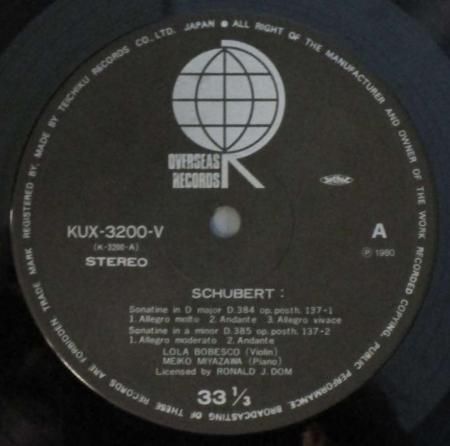 TRADE MARK REGISTERED BY. MADE BY TEICHIKU RECORDS CO., LTD. JAPAN ● ALL RIGHT OF THE MANUFACTURER AND OWNER OF THE WORK RECORDED COPYING, PUBLIC PERFORMANCE, BROADCASTING OF THESE RECORDS ARE FORBIDDEN
OVERSEAS
RECORDS
KUX-3200-V
(K-3200-A)
STEREO
A
Ⓟ 1980
SCHUBERT :
Sonatine in D major D.384 op. posth. 137-1
1. Allegro molto 2. Andante 3. Allegro vivace
Sonatine in a minor D.385 op. posth. 137-2
1. Allegro moderato 2. Andante
LOLA BOBESCO (Violin)
MEIKO MIYAZAWA (Piano)
Licensed by RONALD J. DOM
33 1/3